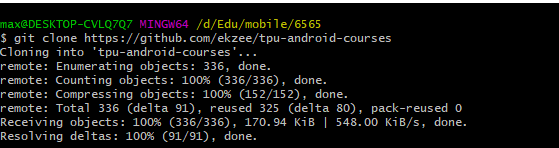 max@DESKTOP-CVLQ7Q7 MINGW64 /d/Edu/mobile/6565
$ git clone https://github.com/ekzee/tpu-android-courses
Cloning into 'tpu-android-courses'...
remote: Enumerating objects: 336, done.
remote: Counting objects: 100% (336/336), done.
remote: Compressing objects: 100% (152/152), done.
remote: Total 336 (delta 91), reused 325 (delta 80), pack-reused 0
Receiving objects: 100% (336/336), 170.94 KiB | 548.00 KiB/s, done.
Resolving deltas: 100% (91/91), done.